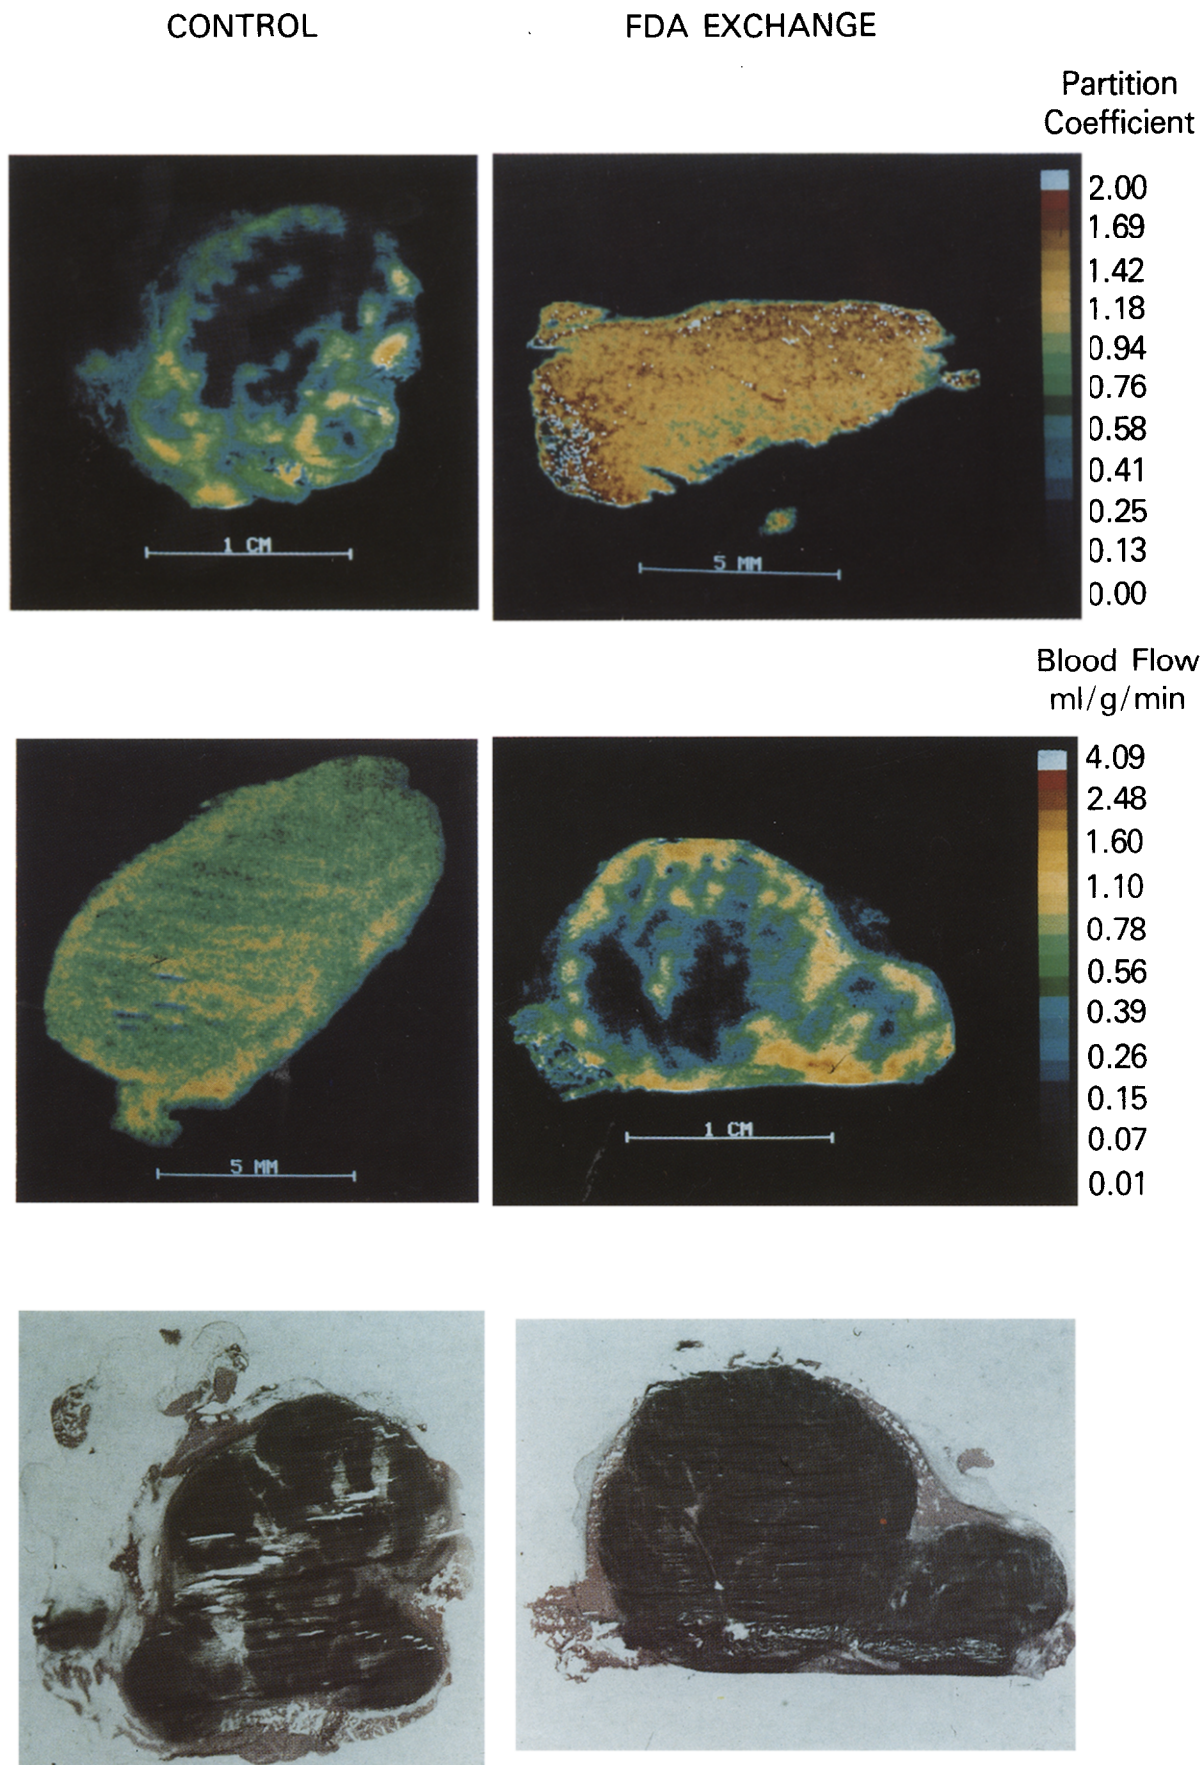 CONTROL
FDA EXCHANGE
Partition
Coefficient
2.00
1.69
1.42
1.18
0.94
0.76
0.58
0.41
0.25
0.13
0.00
1 CM
5 MM
Blood Flow
ml/g/min
4.09
2.48
1.60
1.10
0.78
0.56
0.39
0.26
0.15
0.07
0.01
5 MM
1 CM